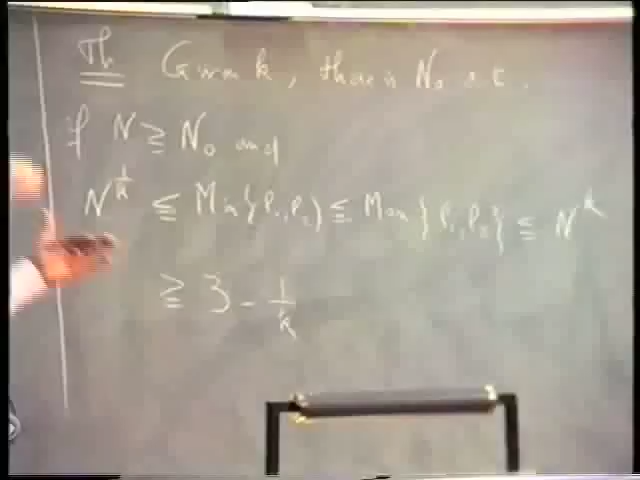 Th Given k, there is N₀ s.t.
if N ≧ N₀ and
N^{1/k} ≦ Min{P₁,P₂} ≦ Max{P₁,P₂} ≦ N^k
≧ 3 - 1/k